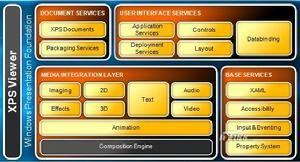 XPS Viewer
Windows Presentation Foundation
DOCUMENT SERVICES
XPS Documents
Packaging Services
USER INTERFACE SERVICES
Application
Services
Controls
Deployment
Services
Layout
Databinding
MEDIA INTEGRATION LAYER
Imaging
2D
Text
Audio
Effects
3D
Video
Animation
Composition Engine
BASE SERVICES
XAML
Accessibility
Input & Eventing
Property System